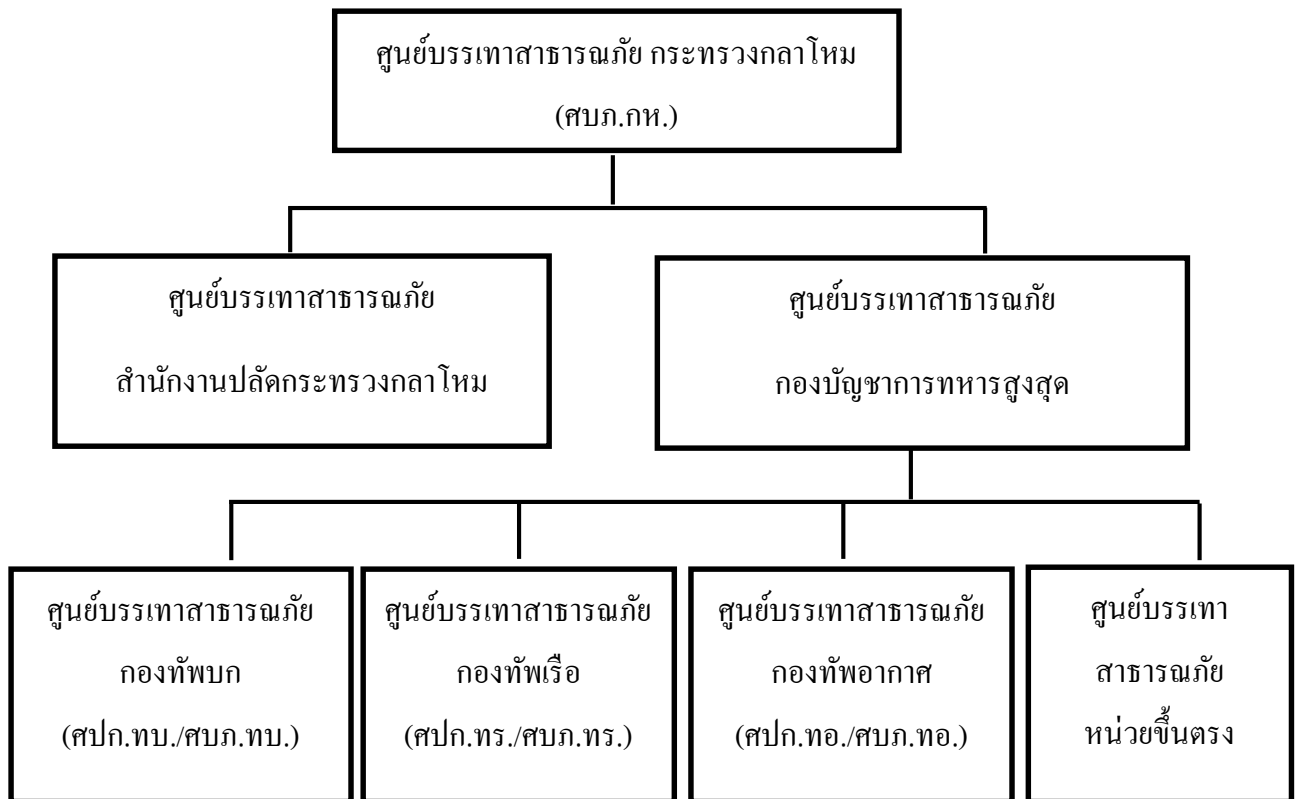 ศูนย์บรรเทาสาธารณภัย กระทรวงกลาโหม
(ศบภ.กห.)
ศูนย์บรรเทาสาธารณภัย
สำนักงานปลัดกระทรวงกลาโหม
ศูนย์บรรเทาสาธารณภัย
กองบัญชาการทหารสูงสุด
ศูนย์บรรเทาสาธารณภัย
กองทัพบก
(ศปก.ทบ./ศบภ.ทบ.)
ศูนย์บรรเทาสาธารณภัย
กองทัพเรือ
(ศปก.ทร./ศบภ.ทร.)
ศูนย์บรรเทาสาธารณภัย
กองทัพอากาศ
(ศปก.ทอ./ศบภ.ทอ.)
ศูนย์บรรเทา
สาธารณภัย
หน่วยขึ้นตรง